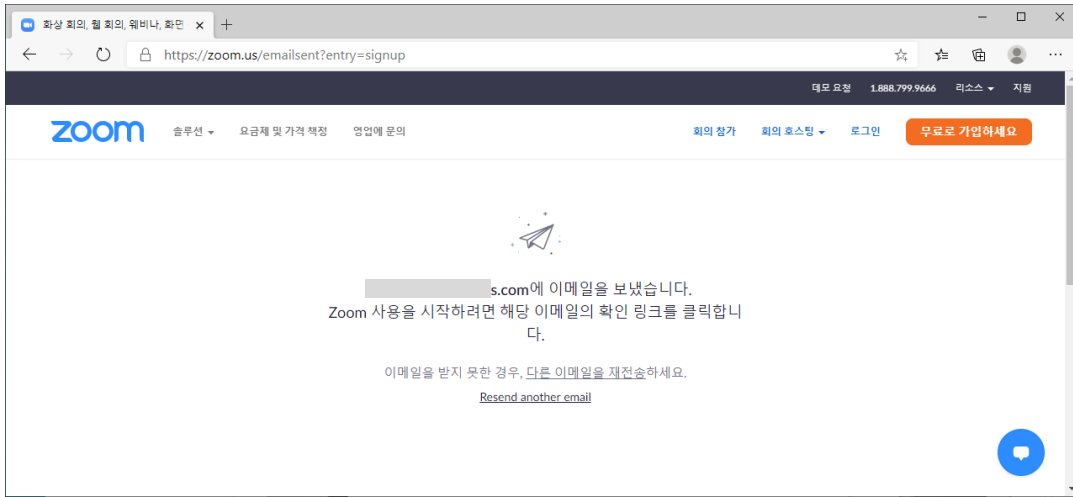 화상 회의, 웹 회의, 웨비나, 화면
https://zoom.us/emailsent?entry=signup
데모 요청 1.888.799.9666 리소스 지원
zoom 솔루션 요금제 및 가격 책정 영업에 문의 회의 참가 회의 호스팅 로그인 무료로 가입하세요
s.com에 이메일을 보냈습니다.
Zoom 사용을 시작하려면 해당 이메일의 확인 링크를 클릭합니
다.
이메일을 받지 못한 경우, 다른 이메일을 재전송하세요.
Resend another email